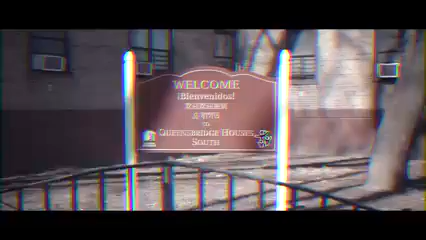 WELCOME
¡Bienvenidos!
TO
QUEENSBRIDGE HOUSES
SOUTH